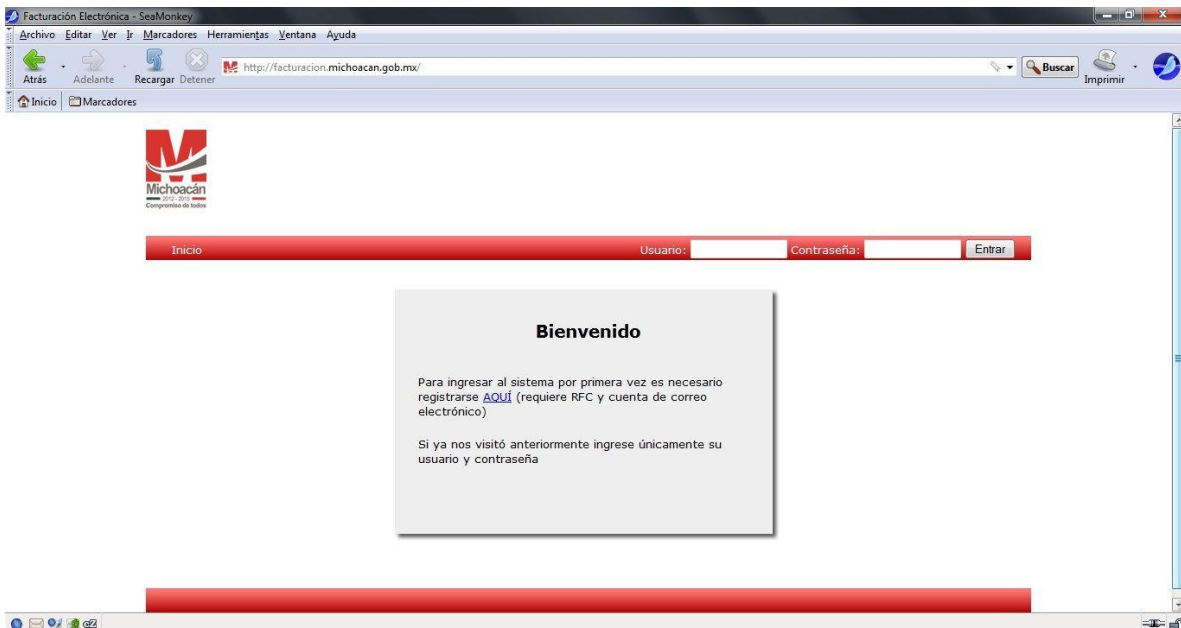 Facturación Electrónica - SeaMonkey
Archivo Editar Ver Ir Marcadores Herramientas Ventana Ayuda
Atrás Adelante Recargar Detener http://facturacion.michoacan.gob.mx/ Buscar Imprimir
Inicio Marcadores
Michoacán
2012 - 2015
Compromiso de todos
Inicio Usuario: Contraseña: Entrar
Bienvenido
Para ingresar al sistema por primera vez es necesario
registrarse AQUÍ (requiere RFC y cuenta de correo
electrónico)
Si ya nos visitó anteriormente ingrese únicamente su
usuario y contraseña